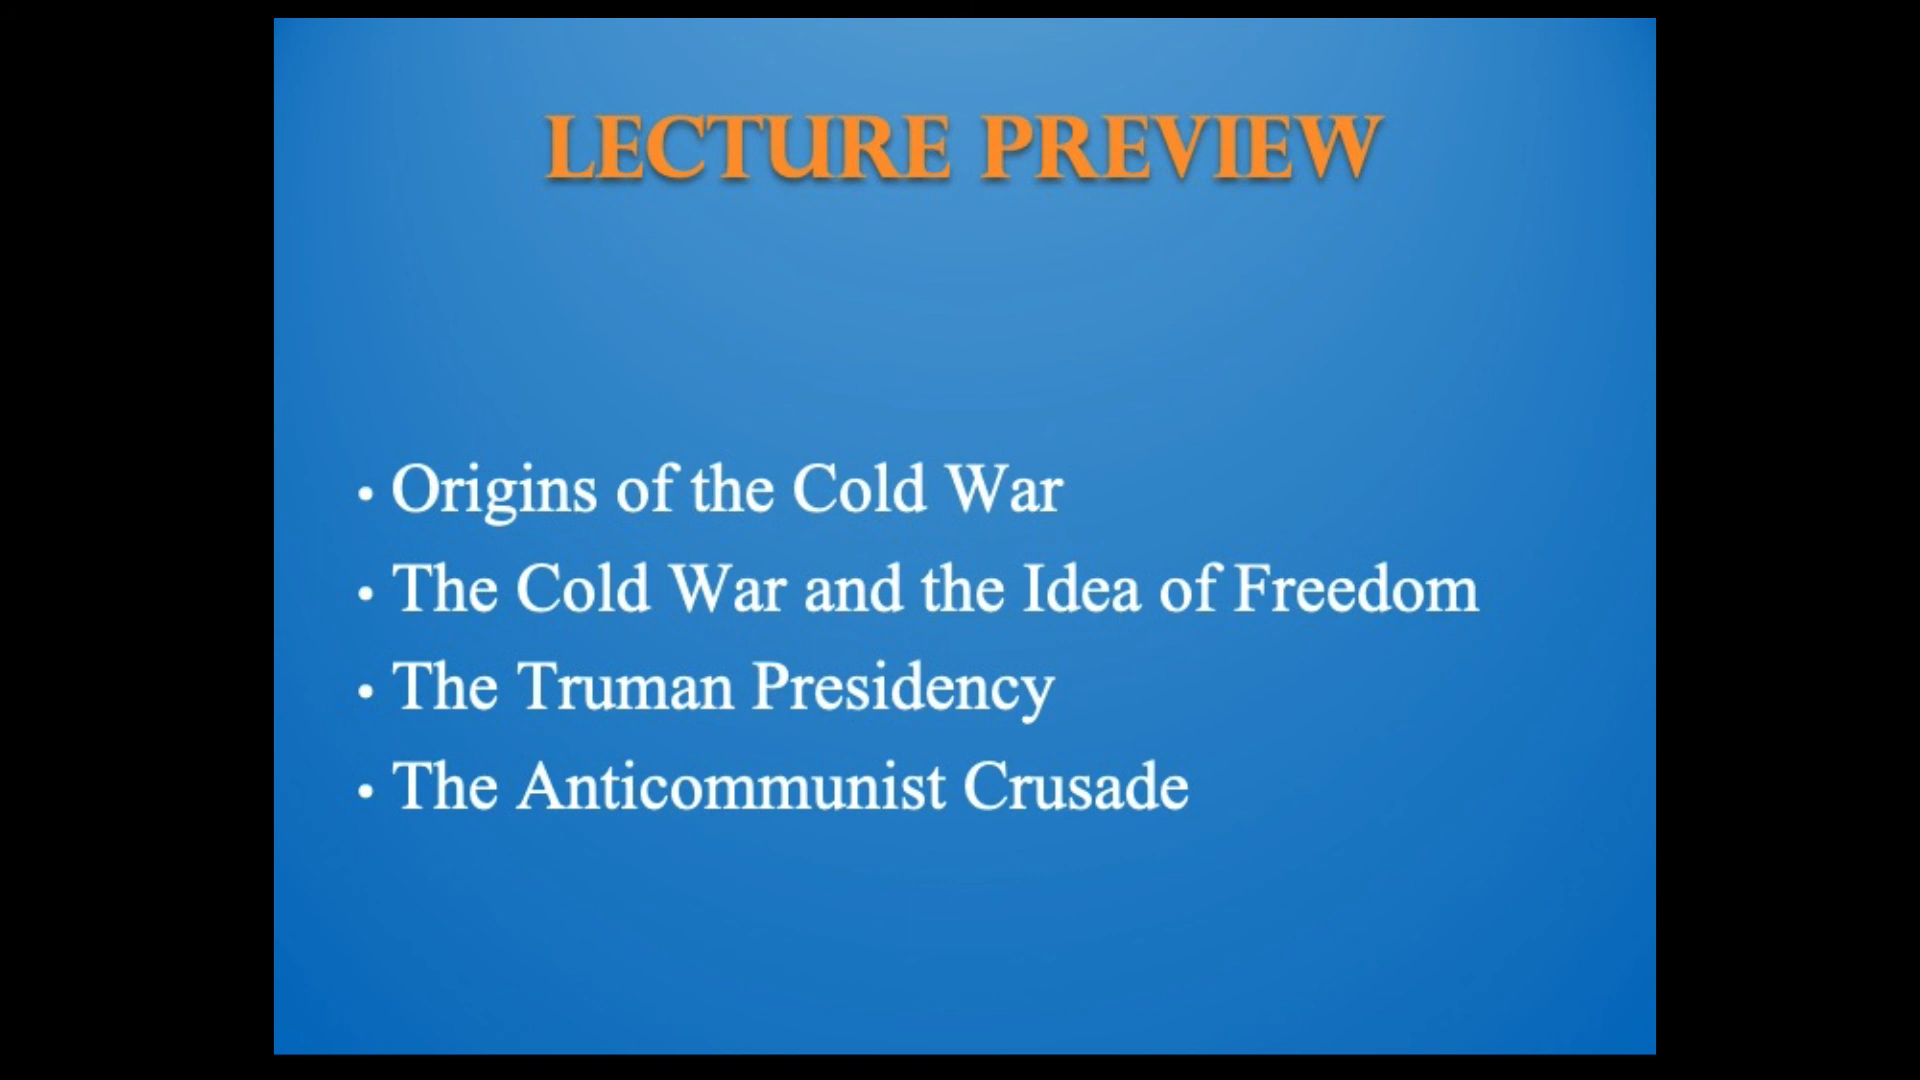 LECTURE PREVIEW
• Origins of the Cold War
• The Cold War and the Idea of Freedom
• The Truman Presidency
• The Anticommunist Crusade